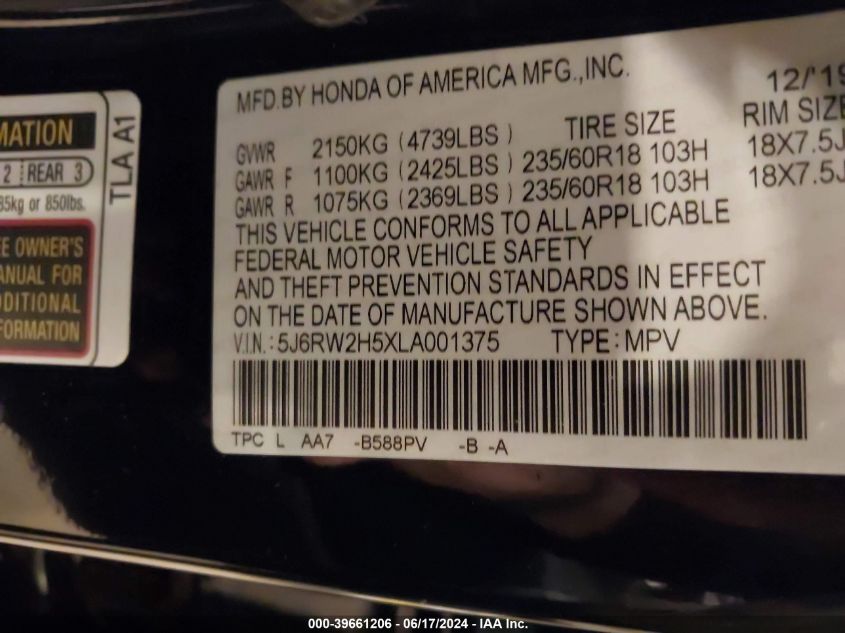 MATION
2 REAR 3
35kg or 850lbs.
EE OWNER'S
ANUAL FOR
DDITIONAL
FORMATION
TLA A1
MFD.BY HONDA OF AMERICA MFG.,INC. 12/'19
GVWR 2150KG (4739LBS) TIRE SIZE RIM SIZE
GAWR F 1100KG (2425LBS) 235/60R18 103H 18X7.5J
GAWR R 1075KG (2369LBS) 235/60R18 103H 18X7.5J
THIS VEHICLE CONFORMS TO ALL APPLICABLE
FEDERAL MOTOR VEHICLE SAFETY
AND THEFT PREVENTION STANDARDS IN EFFECT
ON THE DATE OF MANUFACTURE SHOWN ABOVE.
V.I.N.: 5J6RW2H5XLA001375 TYPE: MPV
TPC L AA7 -B588PV -B -A
000-39661206 - 06/17/2024 - IAA Inc.